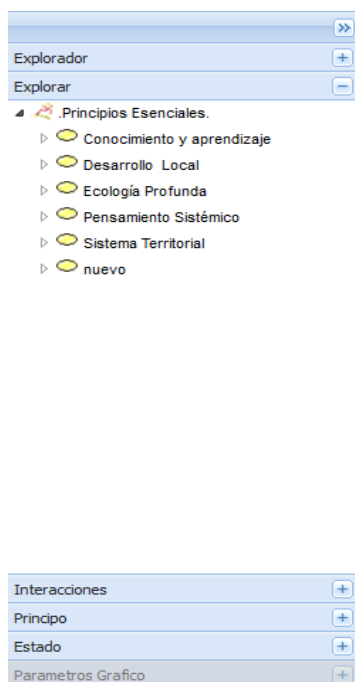 Explorador
Explorar
.Principios Esenciales.
Conocimiento y aprendizaje
Desarrollo Local
Ecología Profunda
Pensamiento Sistémico
Sistema Territorial
nuevo
Interacciones
Principo
Estado
Parametros Grafico